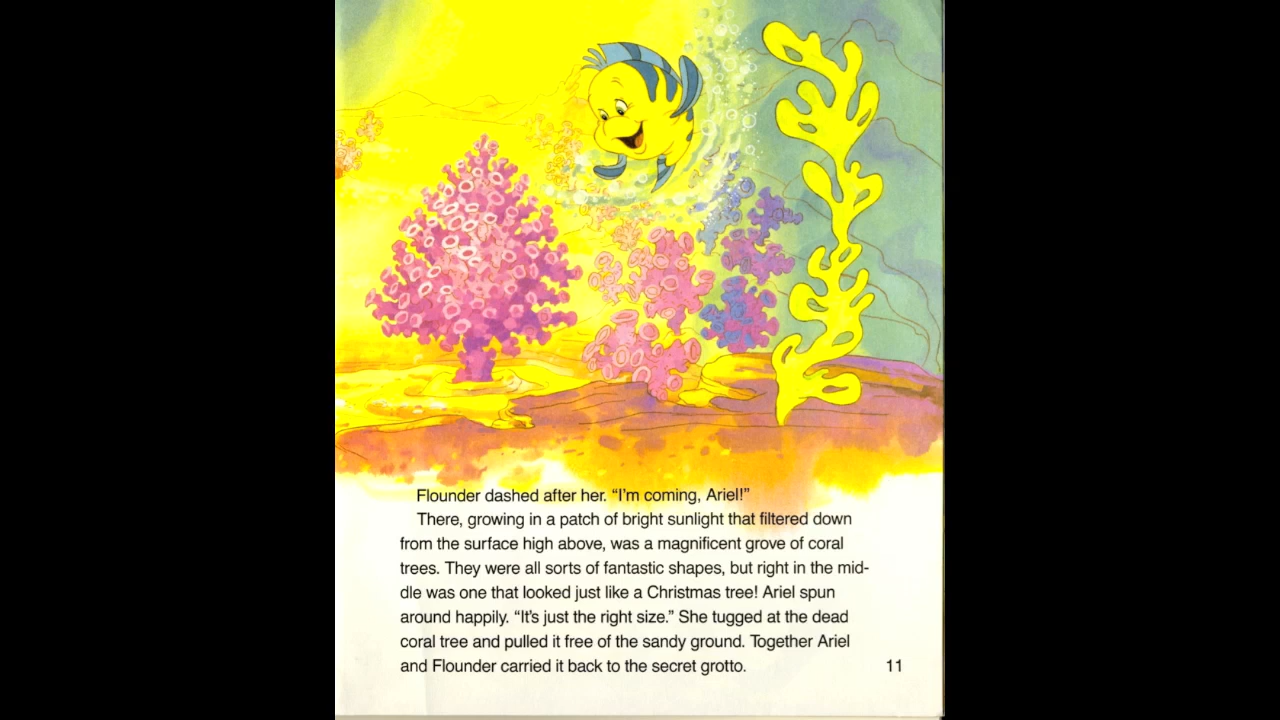 Flounder dashed after her. “I’m coming, Ariel!”
There, growing in a patch of bright sunlight that filtered down
from the surface high above, was a magnificent grove of coral
trees. They were all sorts of fantastic shapes, but right in the mid-
dle was one that looked just like a Christmas tree! Ariel spun
around happily. “It’s just the right size.” She tugged at the dead
coral tree and pulled it free of the sandy ground. Together Ariel
and Flounder carried it back to the secret grotto.
11